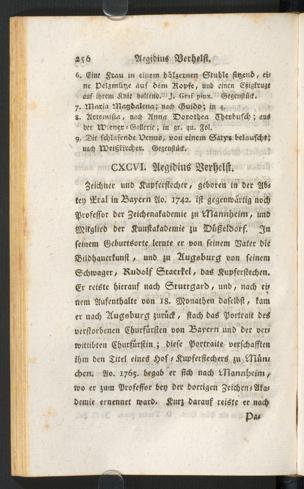 256 Aegidius Verhelst.
6. Eine Frau in einem hölzernen Stuhle sitzend, ei-
ne Pelzmütze auf dem Kopfe, und einen Eßigkruge
auf ihrem Knie haltend. J. Graf pinx. Gegenstück.
7. Maria Magdalena; nach Guido; in 4.
8. Artemisia, nach Anna Dorothea Therbusch; aus
der Wiener-Gallerie; in gr. qu. Fol.
9. Die schlafende Venus, von einem Satyr belauscht;
nach Weißkirchen. Gegenstück.
CXCVI. Aegidius Verhelst.
Zeichner und Kupferstecher, geboren in der Ab-
tey Etal in Bayern Ao. 1742. ist gegenwärtig noch
Professor der Zeichenakademie zu Mannheim, und
Mitglied der Kunstakademie zu Düßeldorf. In
seinem Geburtsorte lernte er von seinem Vater die
Bildhauerkunst, und zu Augsburg von seinem
Schwager, Rudolf Staerkel, das Kupferstechen.
Er reiste hierauf nach Stuttgard, und, nach ei-
nem Aufenthalte von 18. Monathen daselbst, kam
er nach Augsburg zurück, stach das Portrait des
verstorbenen Churfürsten von Bayern und der ver-
wittibten Churfürstin; diese Portraite verschafften
ihm den Titel eines Hof-Kupferstechers zu Mün-
chen. Ao. 1765. begab er sich nach Mannheim,
wo er zum Professor bey der dortigen Zeichen-Aka-
demie ernennet ward. Kurz darauf reiste er nach
Pa-